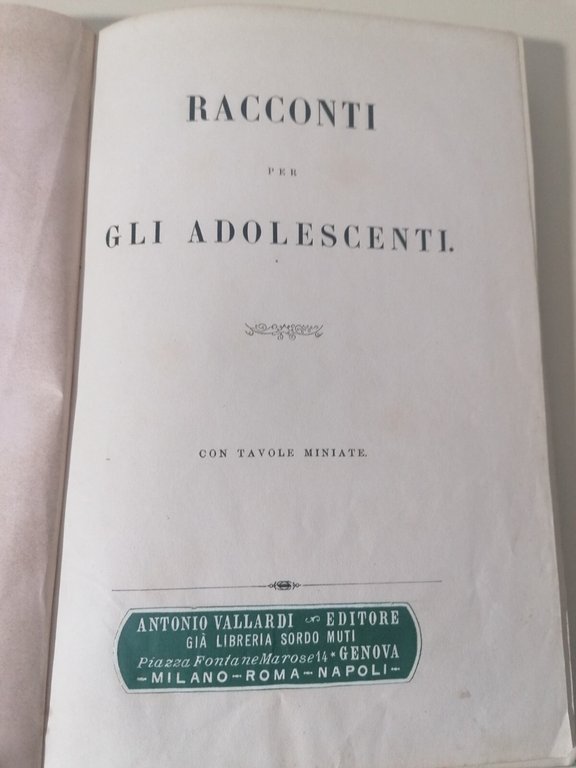 RACCONTI
PER
GLI ADOLESCENTI.
CON TAVOLE MINIATE.
ANTONIO VALLARDI EDITORE
GIÀ LIBRERIA SORDO MUTI
Piazza Fontane Marose 14 * GENOVA
MILANO - ROMA - NAPOLI